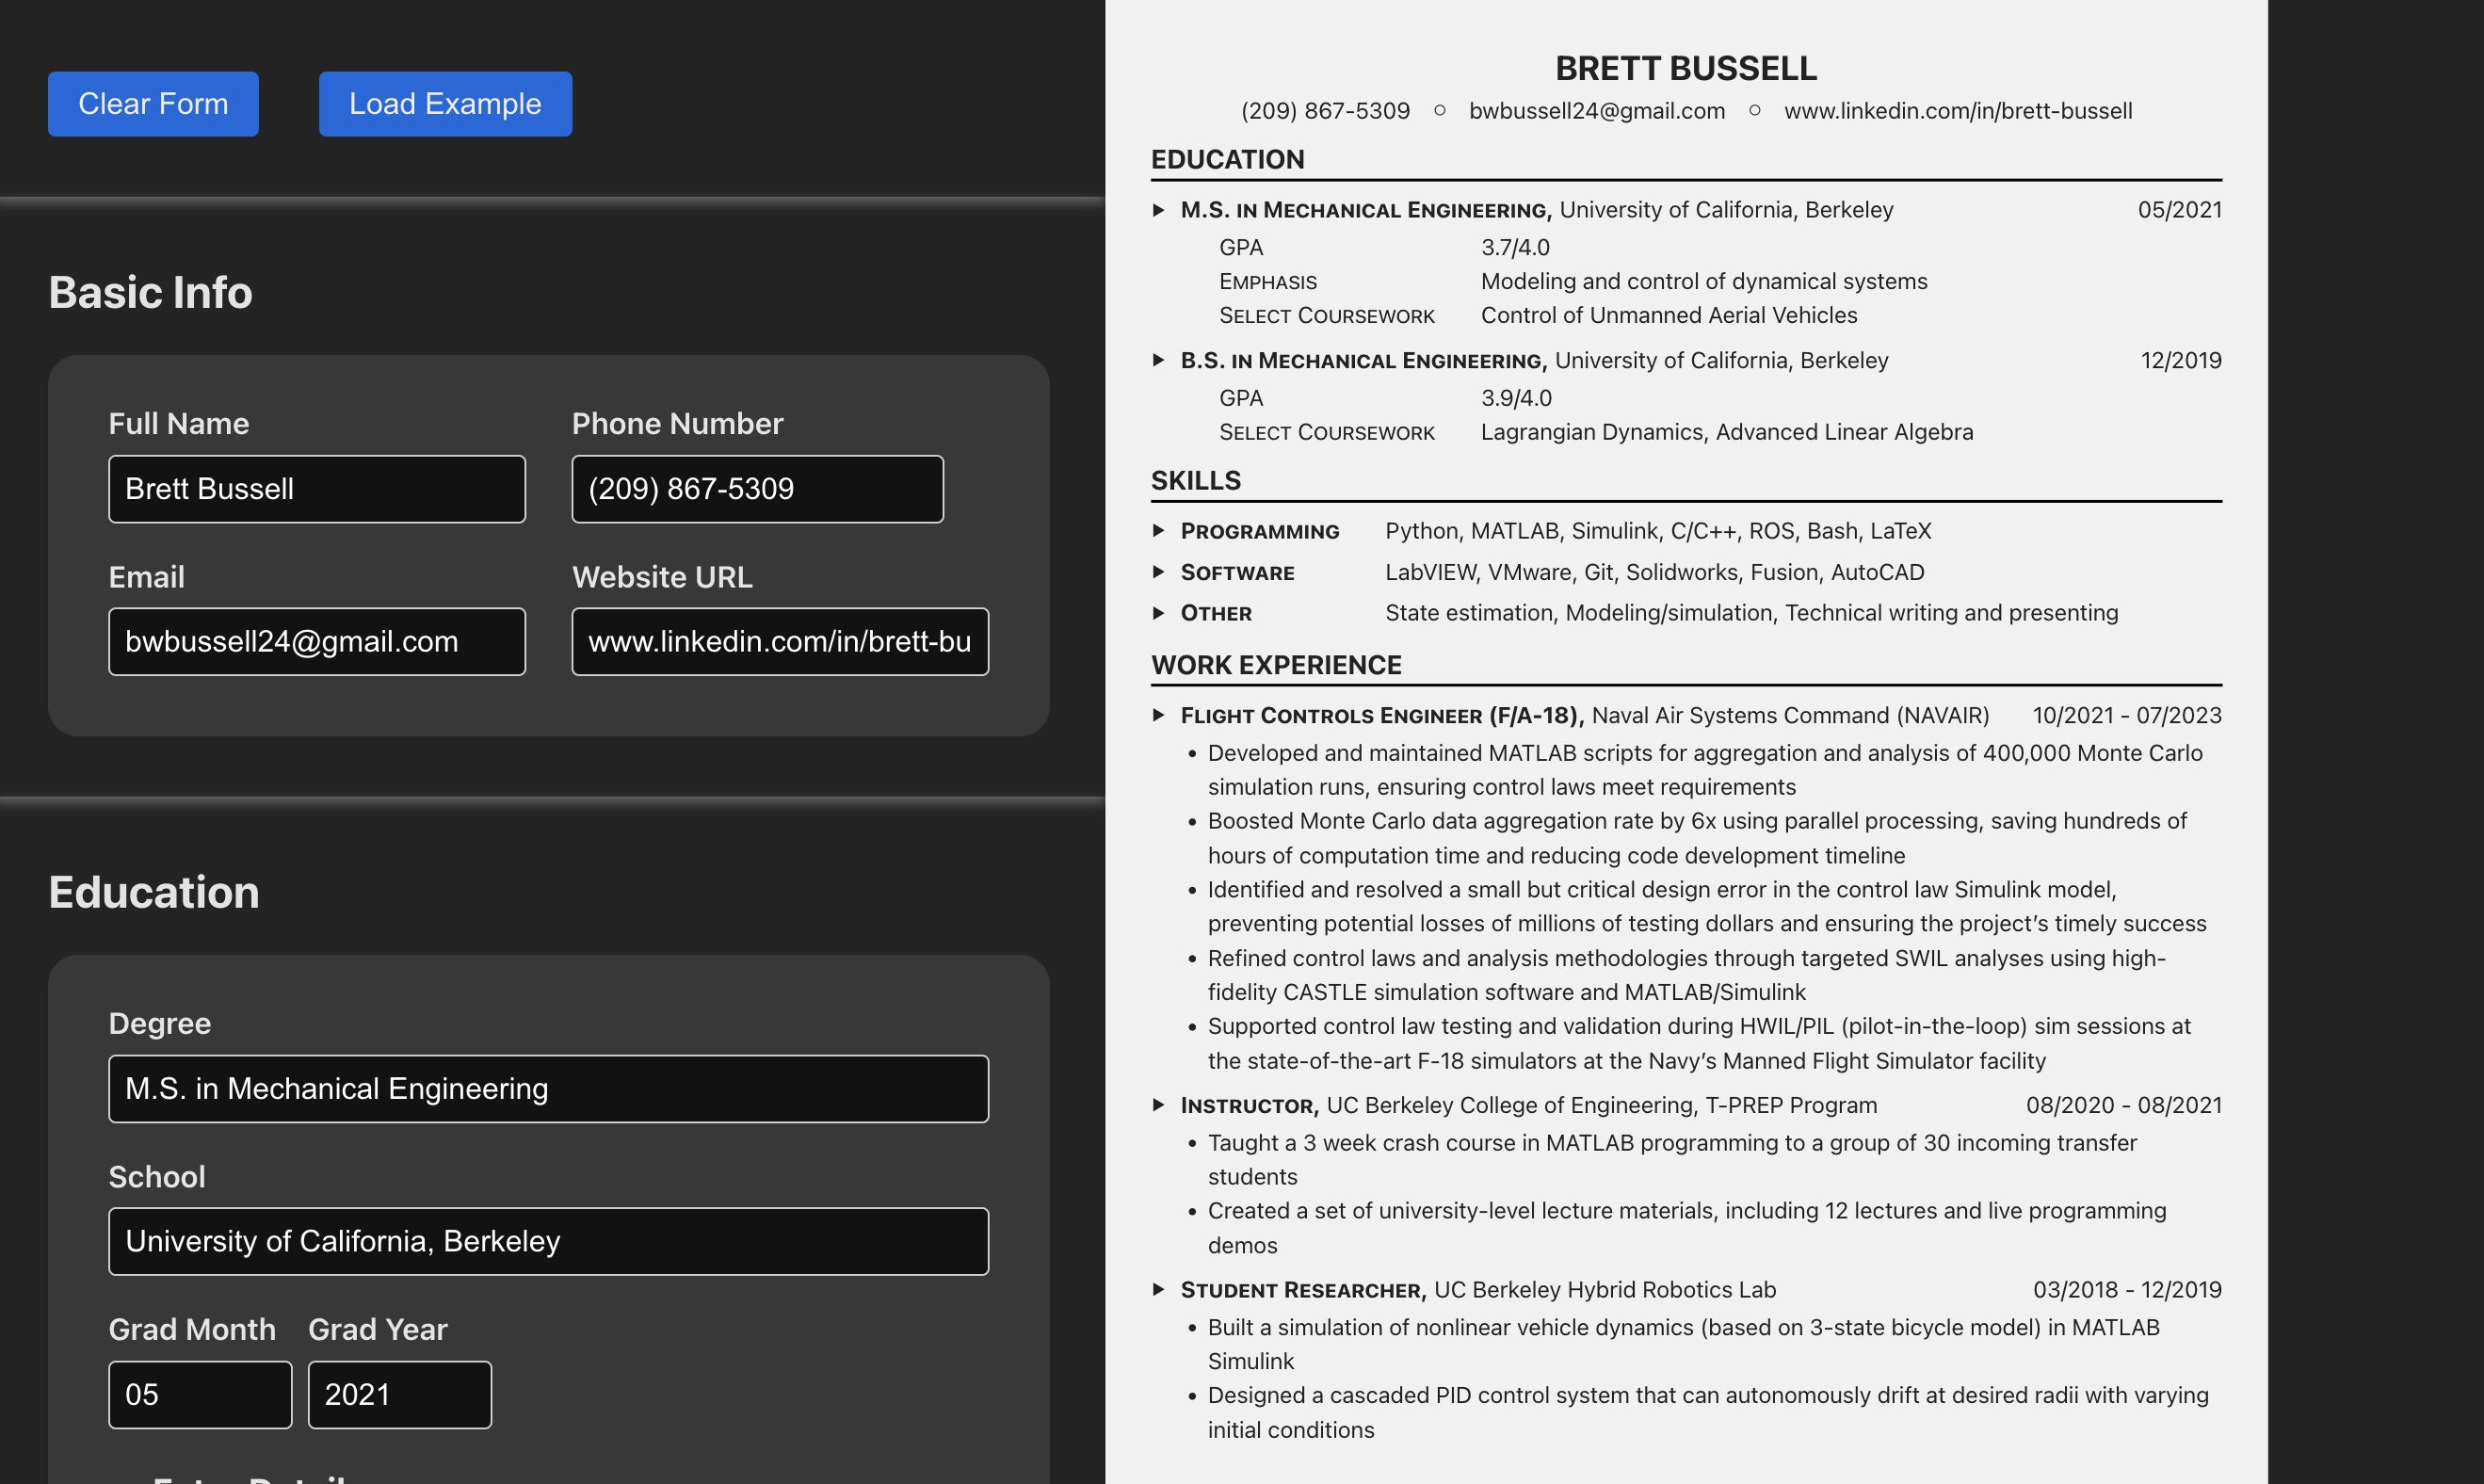 Clear Form
Load Example
Basic Info
Full Name
Phone Number
Brett Bussell
(209) 867-5309
Email
Website URL
bwbussell24@gmail.com
www.linkedin.com/in/brett-bu
Education
Degree
M.S. in Mechanical Engineering
School
University of California, Berkeley
Grad Month
Grad Year
05
2021
BRETT BUSSELL
(209) 867-5309 ○ bwbussell24@gmail.com ○ www.linkedin.com/in/brett-bussell
EDUCATION
▶ M.S. IN MECHANICAL ENGINEERING, University of California, Berkeley 05/2021
GPA 3.7/4.0
EMPHASIS Modeling and control of dynamical systems
SELECT COURSEWORK Control of Unmanned Aerial Vehicles
▶ B.S. IN MECHANICAL ENGINEERING, University of California, Berkeley 12/2019
GPA 3.9/4.0
SELECT COURSEWORK Lagrangian Dynamics, Advanced Linear Algebra
SKILLS
▶ PROGRAMMING Python, MATLAB, Simulink, C/C++, ROS, Bash, LaTeX
▶ SOFTWARE LabVIEW, VMware, Git, Solidworks, Fusion, AutoCAD
▶ OTHER State estimation, Modeling/simulation, Technical writing and presenting
WORK EXPERIENCE
▶ FLIGHT CONTROLS ENGINEER (F/A-18), Naval Air Systems Command (NAVAIR) 10/2021 - 07/2023
• Developed and maintained MATLAB scripts for aggregation and analysis of 400,000 Monte Carlo
simulation runs, ensuring control laws meet requirements
• Boosted Monte Carlo data aggregation rate by 6x using parallel processing, saving hundreds of
hours of computation time and reducing code development timeline
• Identified and resolved a small but critical design error in the control law Simulink model,
preventing potential losses of millions of testing dollars and ensuring the project’s timely success
• Refined control laws and analysis methodologies through targeted SWIL analyses using high-
fidelity CASTLE simulation software and MATLAB/Simulink
• Supported control law testing and validation during HWIL/PIL (pilot-in-the-loop) sim sessions at
the state-of-the-art F-18 simulators at the Navy’s Manned Flight Simulator facility
▶ INSTRUCTOR, UC Berkeley College of Engineering, T-PREP Program 08/2020 - 08/2021
• Taught a 3 week crash course in MATLAB programming to a group of 30 incoming transfer
students
• Created a set of university-level lecture materials, including 12 lectures and live programming
demos
▶ STUDENT RESEARCHER, UC Berkeley Hybrid Robotics Lab 03/2018 - 12/2019
• Built a simulation of nonlinear vehicle dynamics (based on 3-state bicycle model) in MATLAB
Simulink
• Designed a cascaded PID control system that can autonomously drift at desired radii with varying
initial conditions